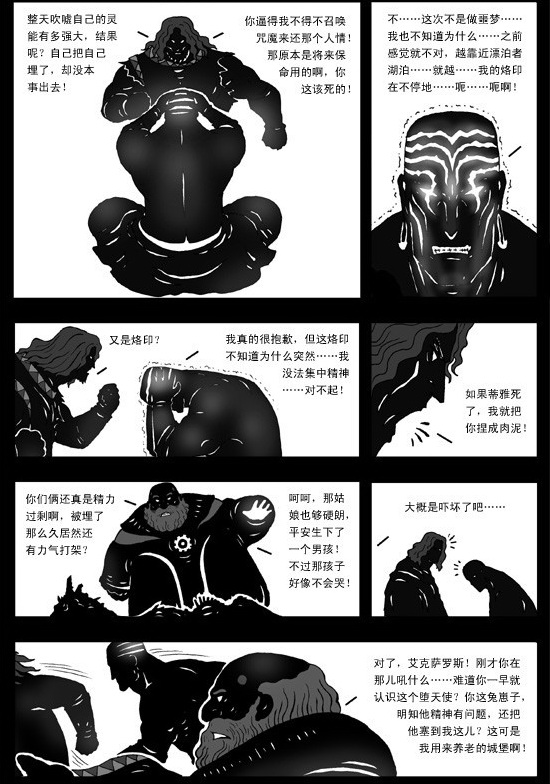 整天吹嘘自己的灵
能有多强大，结果
呢？自己把自己
埋了，却没本
事出去！
你逼得我不得不召唤
咒魔来还那个人情！
那原本是将来保
命用的啊，你
这该死的！
不……这次不是做噩梦……
我也不知道为什么……之前
感觉就不对，越靠近漂泊者
湖泊……就越……我的烙印
在不停地……呃……呃啊！
又是烙印？
我真的很抱歉，但这烙印
不知道为什么突然……我
没法集中精神
……对不起！
如果蒂雅死
了，我就把
你捏成肉泥！
你们俩还真是精力
过剩啊，被埋了
那么久居然还
有力气打架？
呵呵，那姑
娘也够硬朗，
平安生下了
一个男孩！
不过那孩子
好像不会哭！
大概是吓坏了吧……
对了，艾克萨罗斯！刚才你在
那儿吼什么……难道你一早就
认识这个堕天使？你这兔崽子，
明知他精神有问题，还把
他塞到我这儿？这可是
我用来养老的城堡啊！